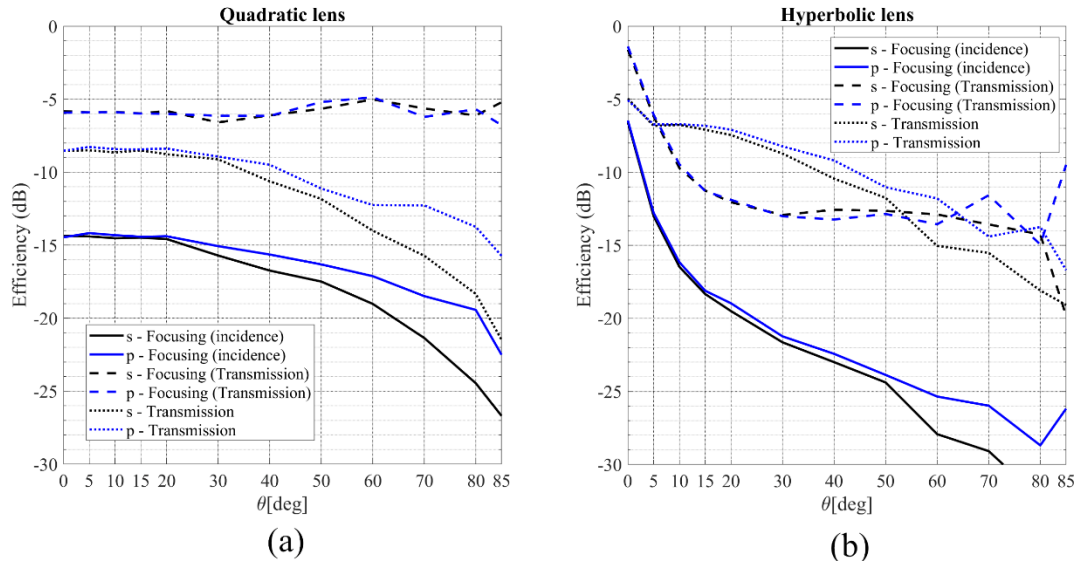 Quadratic lens
0
-5
-10
-15
-20
-25
-30
Efficiency (dB)
s - Focusing (incidence)
p - Focusing (incidence)
s - Focusing (Transmission)
p - Focusing (Transmission)
s - Transmission
p - Transmission
0 5 10 15 20 30 40 50 60 70 80 85
θ[deg]
(a)
Hyperbolic lens
0
-5
-10
-15
-20
-25
-30
Efficiency (dB)
s - Focusing (incidence)
p - Focusing (incidence)
s - Focusing (Transmission)
p - Focusing (Transmission)
s - Transmission
p - Transmission
0 5 10 15 20 30 40 50 60 70 80 85
θ[deg]
(b)